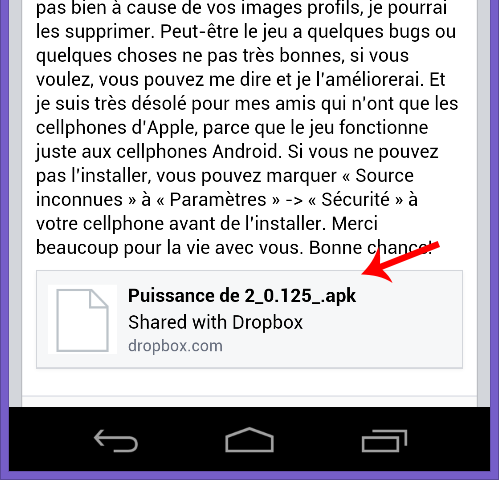 pas bien à cause de vos images profils, je pourrai
les supprimer. Peut-être le jeu a quelques bugs ou
quelques choses ne pas très bonnes, si vous
voulez, vous pouvez me dire et je l'améliorerai. Et
je suis très désolé pour mes amis qui n'ont que les
cellphones d'Apple, parce que le jeu fonctionne
juste aux cellphones Android. Si vous ne pouvez
pas l'installer, vous pouvez marquer « Source
inconnues » à « Paramètres » -> « Sécurité » à
votre cellphone avant de l'installer. Merci
beaucoup pour la vie avec vous. Bonne chance!
Puissance de 2_0.125_.apk
Shared with Dropbox
dropbox.com